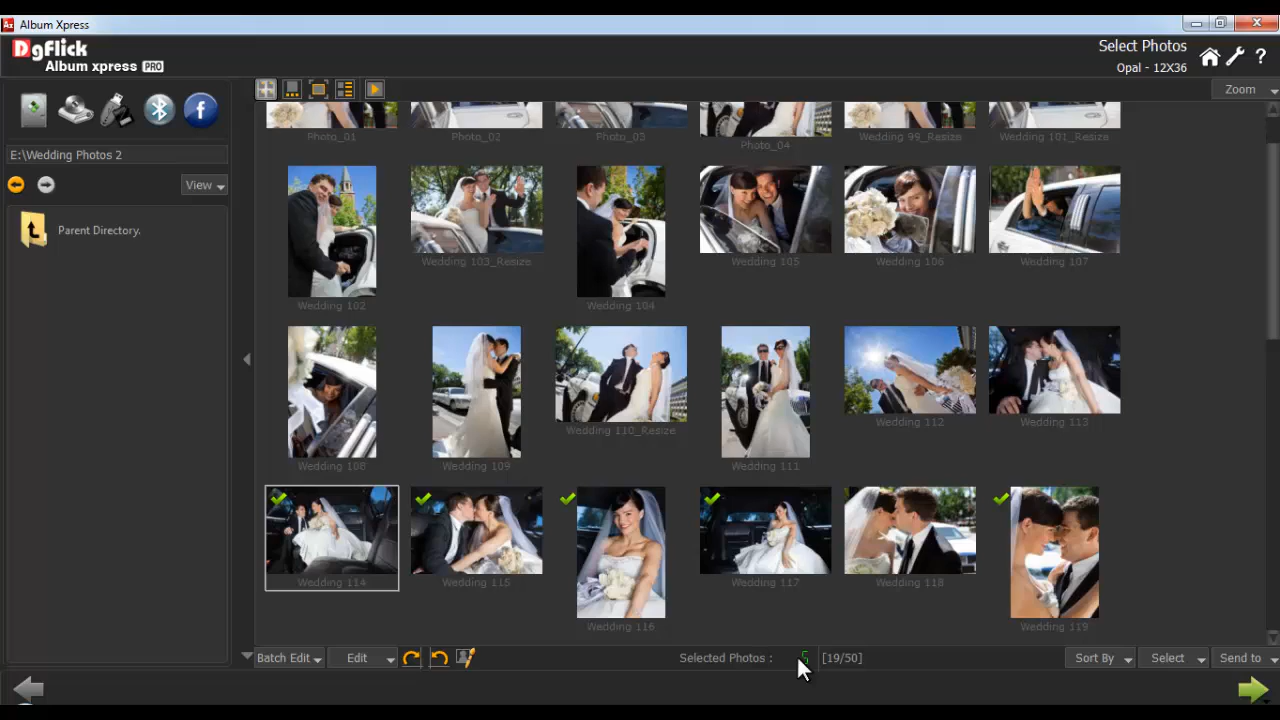 Album Xpress
DgFlick
Album xpress PRO
Select Photos
Opal - 12X36
?
Zoom
E:\Wedding Photos 2
View
Parent Directory.
Photo_01
Photo_02
Photo_03
Photo_04
Wedding 99_Resize
Wedding 101_Resize
Wedding 102
Wedding 103_Resize
Wedding 104
Wedding 105
Wedding 106
Wedding 107
Wedding 108
Wedding 109
Wedding 110_Resize
Wedding 111
Wedding 112
Wedding 113
Wedding 114
Wedding 115
Wedding 116
Wedding 117
Wedding 118
Wedding 119
Batch Edit
Edit
Selected Photos : 5 [19/50]
Sort By
Select
Send to